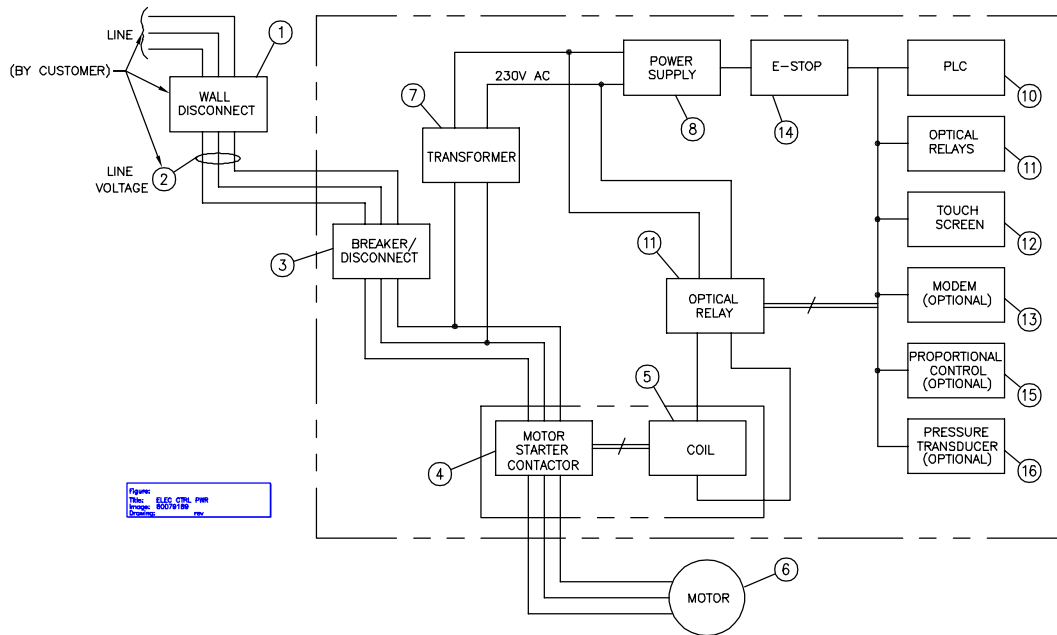 LINE
(BY CUSTOMER)
1
WALL
DISCONNECT
LINE
VOLTAGE
2
3
BREAKER/
DISCONNECT
7
TRANSFORMER
230V AC
POWER
SUPPLY
8
E-STOP
14
PLC
10
OPTICAL
RELAYS
11
TOUCH
SCREEN
12
11
OPTICAL
RELAY
MODEM
(OPTIONAL)
13
PROPORTIONAL
CONTROL
(OPTIONAL)
15
5
COIL
4
MOTOR
STARTER
CONTACTOR
PRESSURE
TRANSDUCER
(OPTIONAL)
16
Figure:
Title: ELEC CTRL PWR
Image: 80079189
Drawing: rev
MOTOR
6